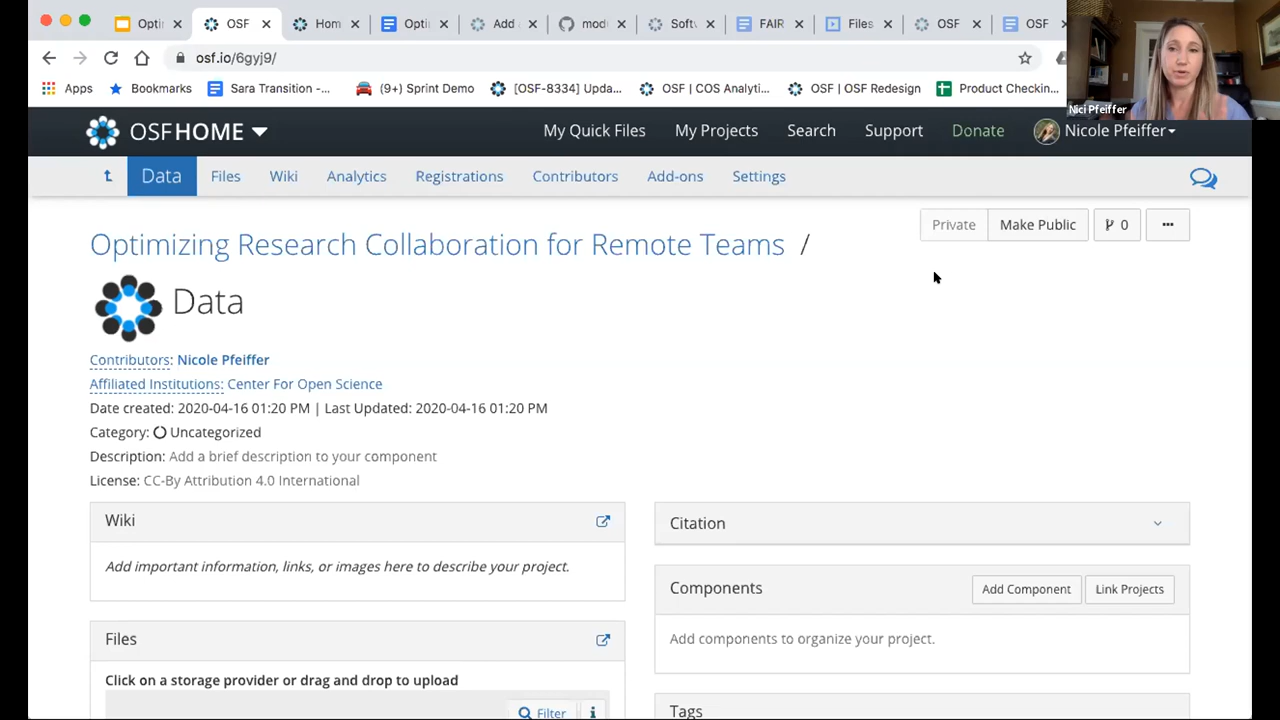 Opti
OSF
Hom
Opti
Add
mod
Soft
FAIR
Files
OSF
OSF
osf.io/6gyj9/
Apps
Bookmarks
Sara Transition -...
(9+) Sprint Demo
[OSF-8334] Upda...
OSF | COS Analyti...
OSF | OSF Redesign
Product Checkin...
Nici Pfeiffer
OSFHOME
My Quick Files
My Projects
Search
Support
Donate
Nicole Pfeiffer
Data
Files
Wiki
Analytics
Registrations
Contributors
Add-ons
Settings
Private
Make Public
0
Optimizing Research Collaboration for Remote Teams /
Data
Contributors: Nicole Pfeiffer
Affiliated Institutions: Center For Open Science
Date created: 2020-04-16 01:20 PM | Last Updated: 2020-04-16 01:20 PM
Category: Uncategorized
Description: Add a brief description to your component
License: CC-By Attribution 4.0 International
Wiki
Add important information, links, or images here to describe your project.
Files
Click on a storage provider or drag and drop to upload
Filter
Citation
Components
Add Component
Link Projects
Add components to organize your project.
Tags